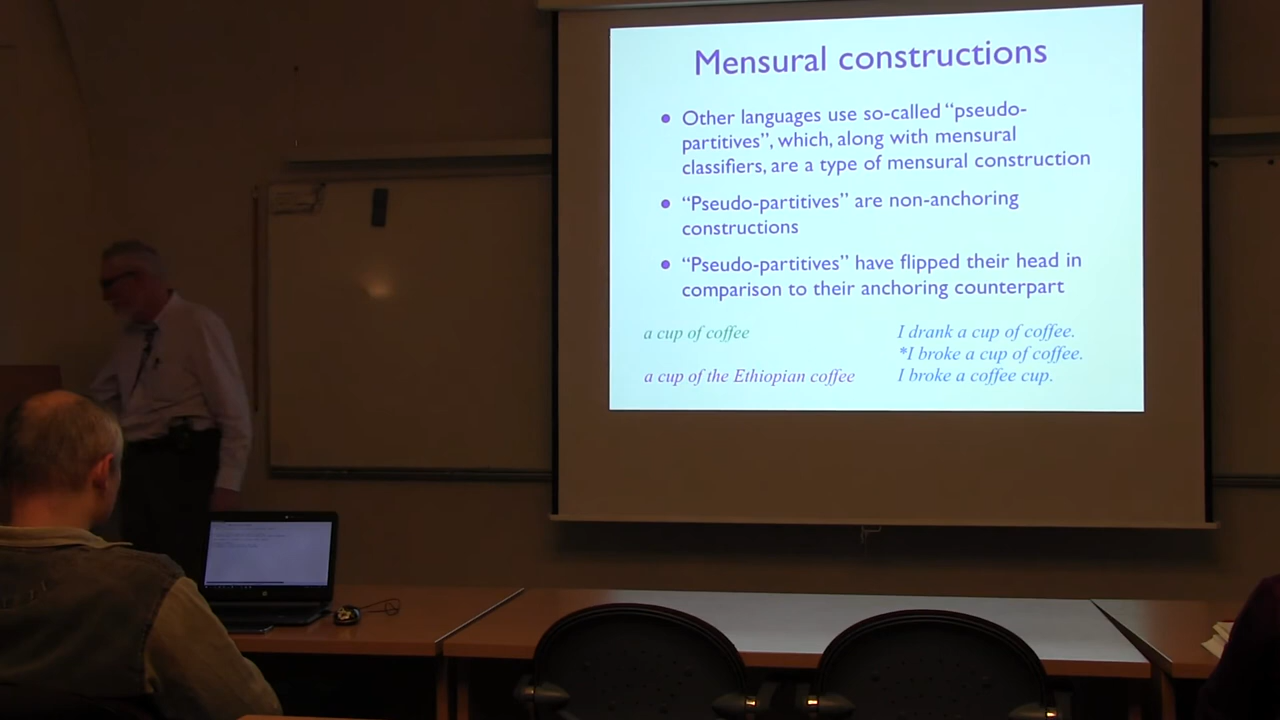 Mensural constructions
Other languages use so-called “pseudo-
partitives”, which, along with mensural
classifiers, are a type of mensural construction
“Pseudo-partitives” are non-anchoring
constructions
“Pseudo-partitives” have flipped their head in
comparison to their anchoring counterpart
a cup of coffee
a cup of the Ethiopian coffee
I drank a cup of coffee.
*I broke a cup of coffee.
I broke a coffee cup.